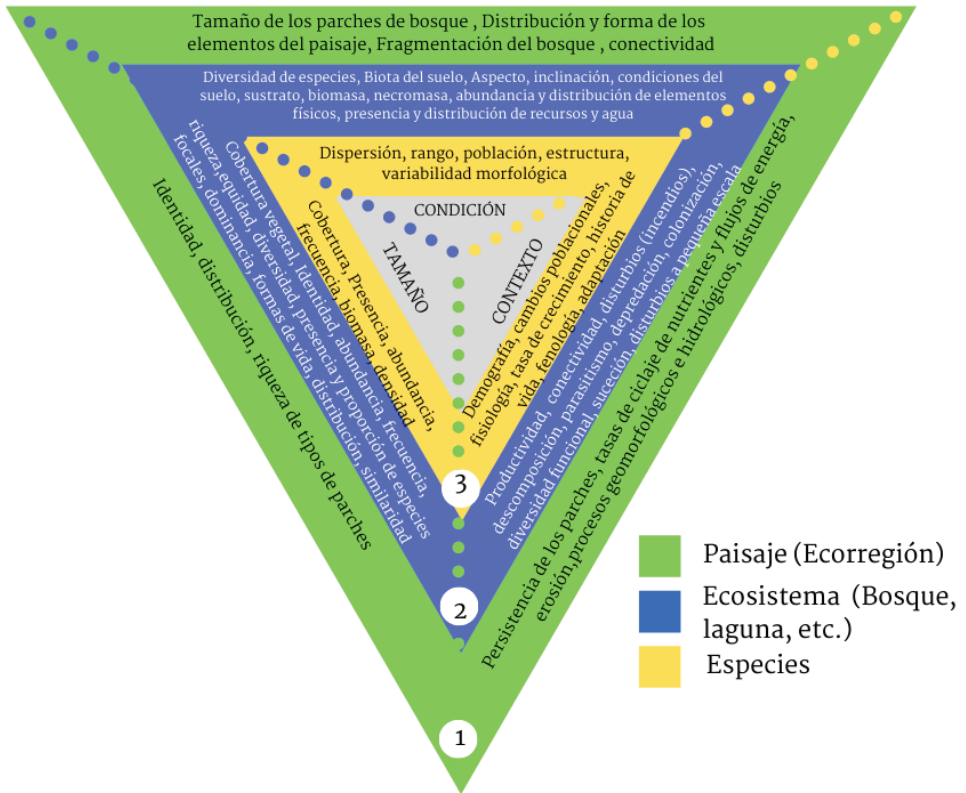 Tamaño de los parches de bosque , Distribución y forma de los
elementos del paisaje, Fragmentación del bosque , conectividad
Diversidad de especies, Biota del suelo, Aspecto, inclinación, condiciones del
suelo, sustrato, biomasa, necromasa, abundancia y distribución de elementos
físicos, presencia y distribución de recursos y agua
Dispersión, rango, población, estructura,
variabilidad morfológica
CONDICIÓN
TAMAÑO
CONTEXTO
Identidad, distribución, riqueza de tipos de parches
Cobertura vgetal, Identidad, abundancia, frecuencia,
riqueza,equidad, diversidad, presencia y proporción de especies
focales, dominancia, formas de vida, distribución, similaridad
Cobertura, Presencia, abundancia,
frecuencia, biomasa, densidad
Demografía, cambios poblacionales,
fisiología, tasa de crecimiento, historia de
vida, fenología, adaptación
Productividad, conectividad, disturbios (incendios),
descomposición, parasitismo, depredación, colonización,
diversidad funcional, suceción, disturbios a pequeña escala
Persistencia de los parches, tasas de ciclaje de nutrientes y flujos de energía,
erosión,procesos geomorfológicos e hidrológicos, disturbios
3
2
1
Paisaje (Ecorregión)
Ecosistema (Bosque,
laguna, etc.)
Especies